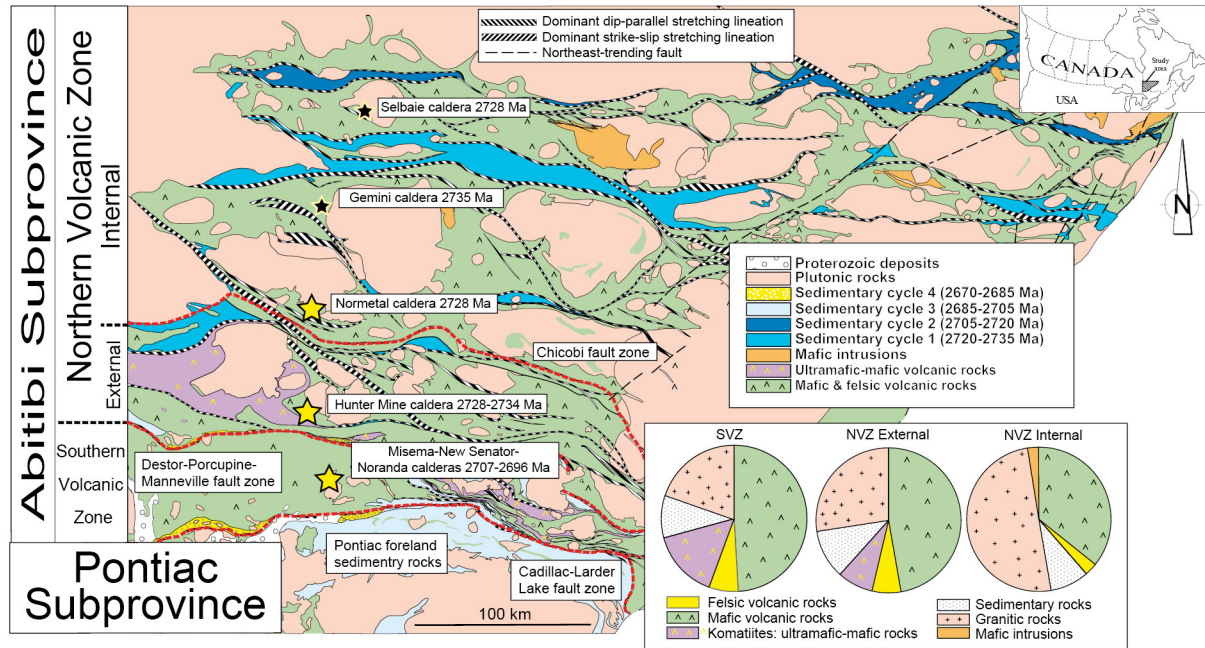 Abitibi Subprovince
Northern Volcanic Zone
Internal
External
Southern
Volcanic
Zone
Pontiac
Subprovince
Dominant dip-parallel stretching lineation
Dominant strike-slip stretching lineation
Northeast-trending fault
CANADA
Study
area
USA
N
Selbaie caldera 2728 Ma
Gemini caldera 2735 Ma
Normetal caldera 2728 Ma
Chicobi fault zone
Hunter Mine caldera 2728-2734 Ma
Misema-New Senator-
Noranda calderas 2707-2696 Ma
Destor-Porcupine-
Manneville fault zone
Pontiac foreland
sedimentry rocks
Cadillac-Larder
Lake fault zone
100 km
Proterozoic deposits
Plutonic rocks
Sedimentary cycle 4 (2670-2685 Ma)
Sedimentary cycle 3 (2685-2705 Ma)
Sedimentary cycle 2 (2705-2720 Ma)
Sedimentary cycle 1 (2720-2735 Ma)
Mafic intrusions
Ultramafic-mafic volcanic rocks
Mafic & felsic volcanic rocks
SVZ
NVZ External
NVZ Internal
Felsic volcanic rocks
Mafic volcanic rocks
Komatiites: ultramafic-mafic rocks
Sedimentary rocks
Granitic rocks
Mafic intrusions